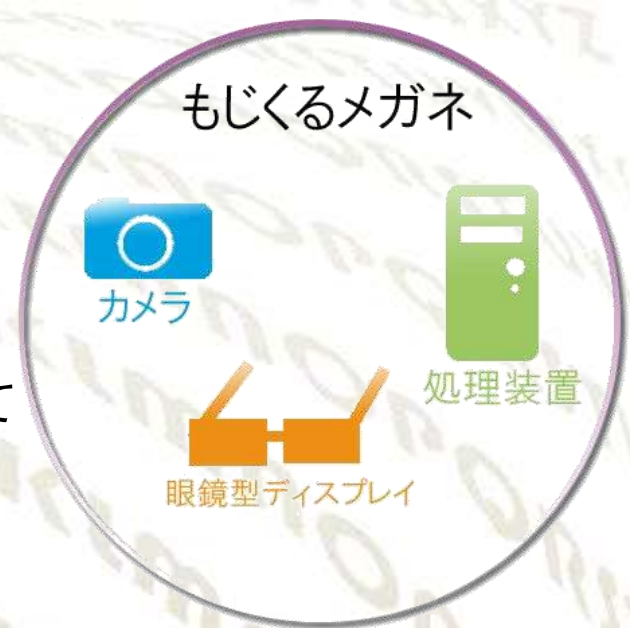 もじくるメガネ
カメラ
処理装置
て
眼鏡型ディスプレイ